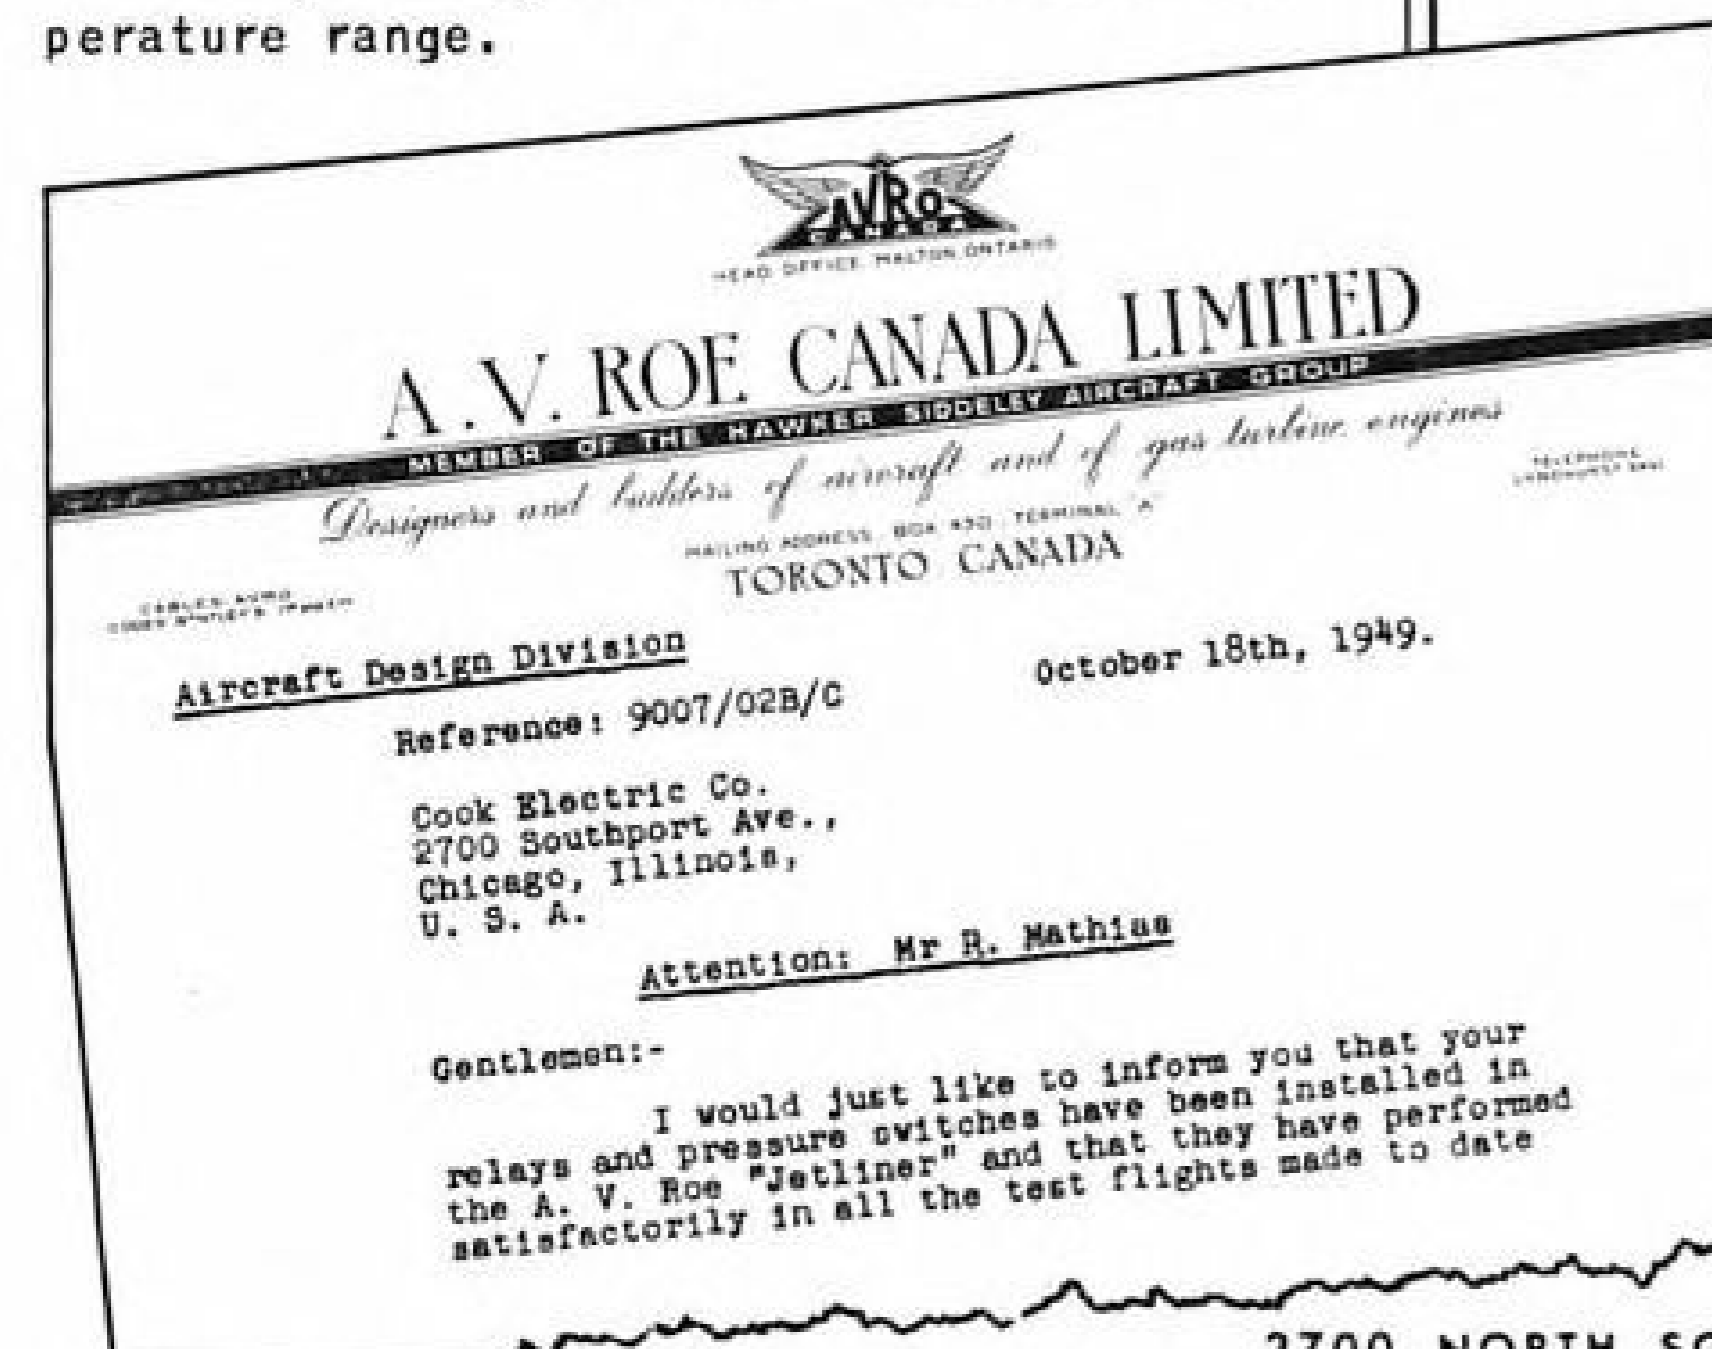 perature range.
AVRO
CANADA
HEAD OFFICE MALTON, ONTARIO
A. V. ROE CANADA LIMITED
MEMBER OF THE HAWKER SIDDELEY AIRCRAFT GROUP
Designers and builders of aircraft and of gas turbine engines
TELEPHONE
MAILING ADDRESS BOX TERMINAL "A"
TORONTO CANADA
CABLES AVRO
Aircraft Design Division
October 18th, 1949.
Reference: 9007/02B/C
Cook Electric Co.
2700 Southport Ave.,
Chicago, Illinois,
U. S. A.
Attention: Mr R. Mathias
Gentlemen:-
I would just like to inform you that your
relays and pressure switches have been installed in
the A. V. Roe "Jetliner" and that they have performed
satisfactorily in all the test flights made to date
2700 NORTH SO